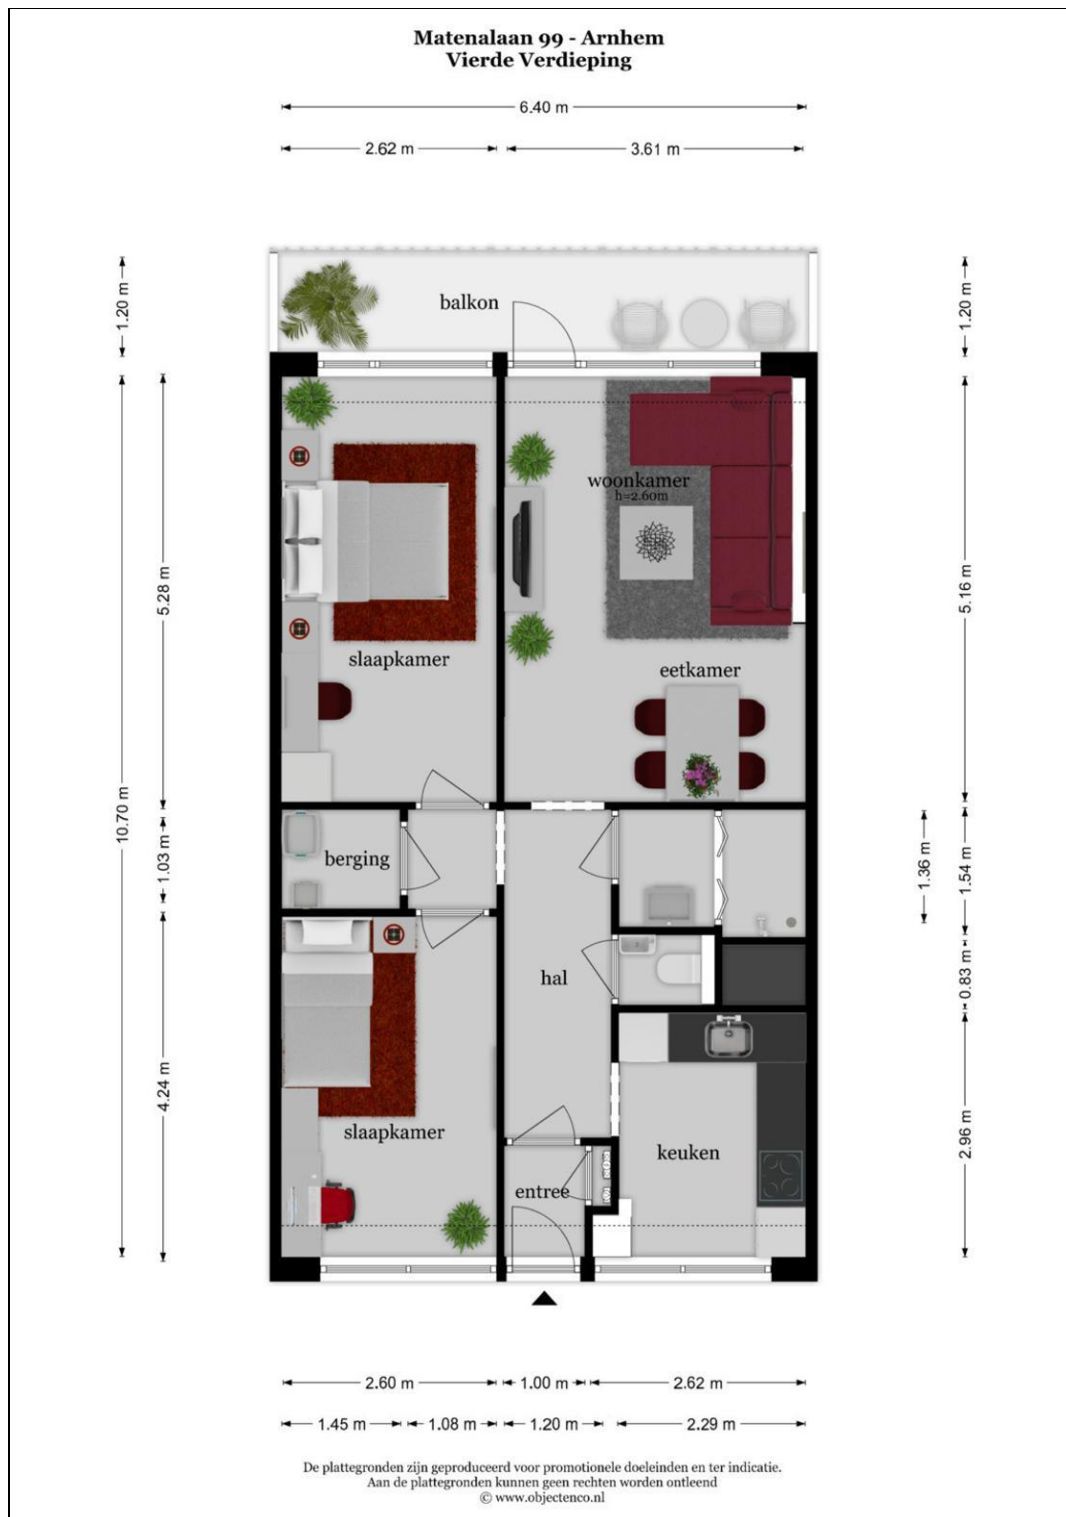 Matenalaan 99 - Arnhem
Vierde Verdieping
6.40 m
2.62 m
3.61 m
1.20 m
balkon
1.20 m
woonkamer
h=2.60m
5.28 m
5.16 m
slaapkamer
eetkamer
10.70 m
1.03 m
berging
1.36 m
1.54 m
hal
0.83 m
4.24 m
slaapkamer
keuken
2.96 m
entree
2.60 m
1.00 m
2.62 m
1.45 m
1.08 m
1.20 m
2.29 m
De plattegronden zijn geproduceerd voor promotionele doeleinden en ter indicatie.
Aan de plattegronden kunnen geen rechten worden ontleend
© www.objectenco.nl